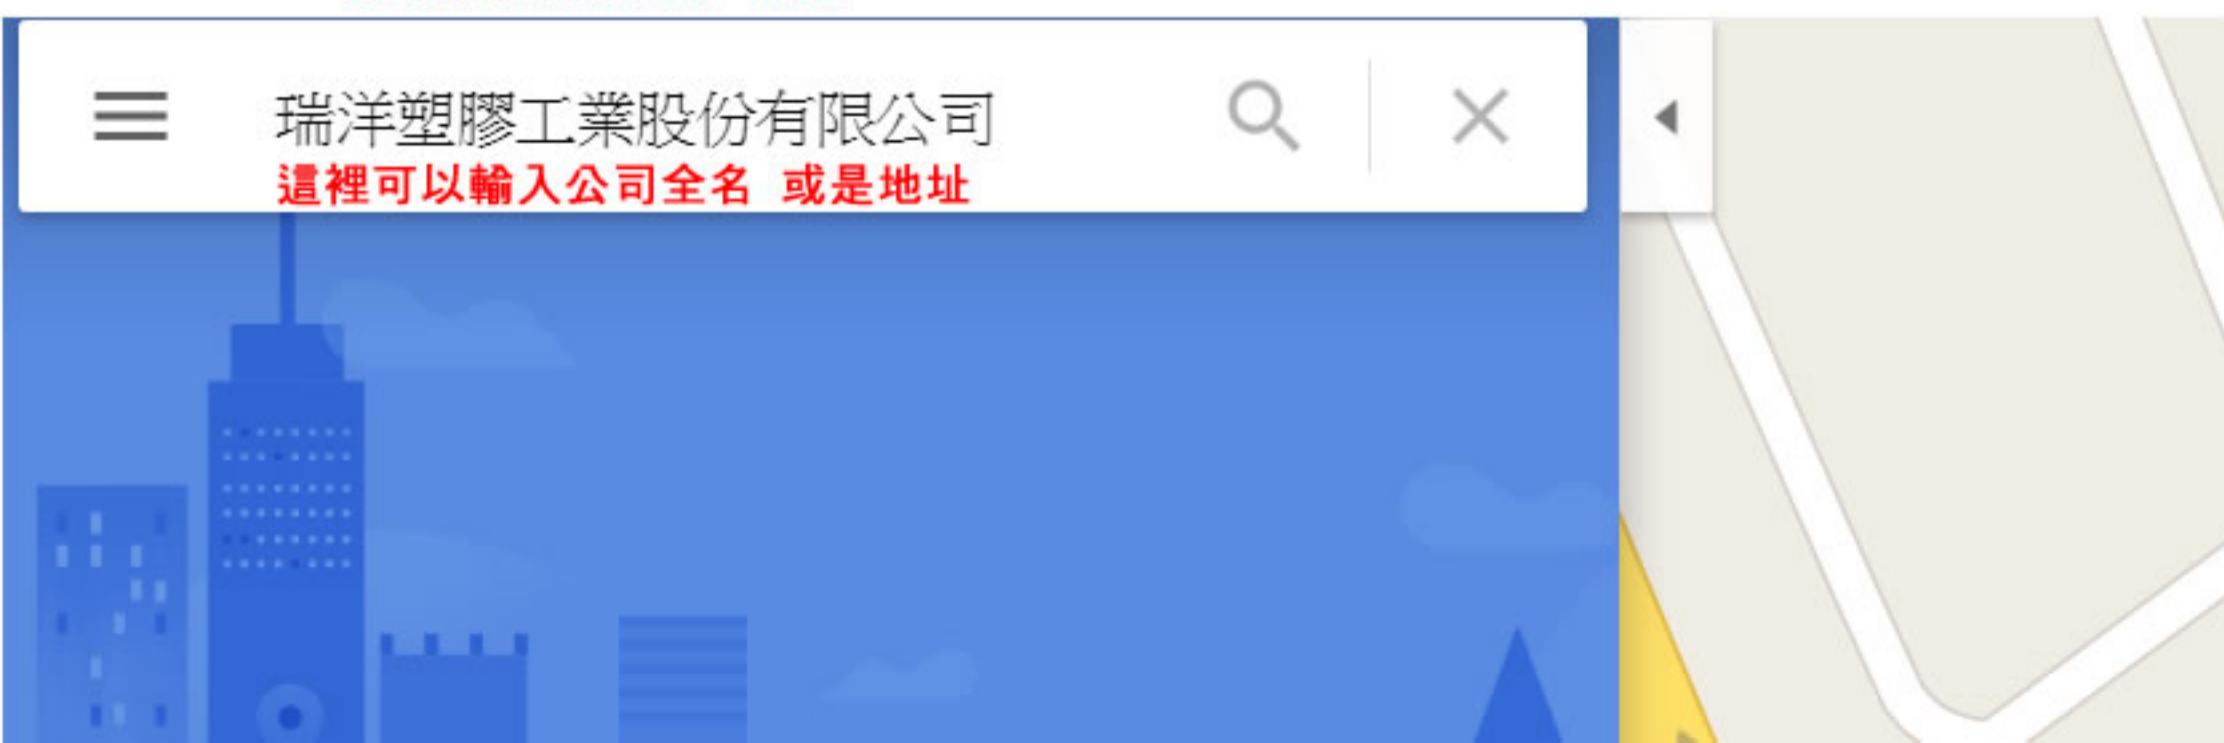 瑞洋塑膠工業股份有限公司
這裡可以輸入公司全名 或是地址